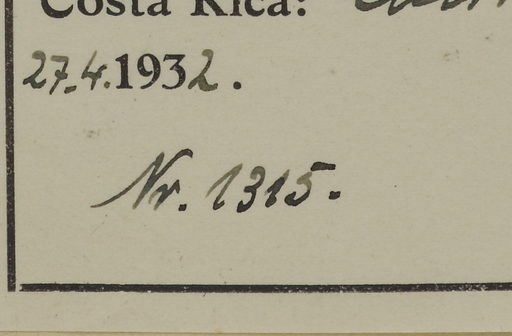 Costa Rica:
27.4.1932.
Nr. 1315.